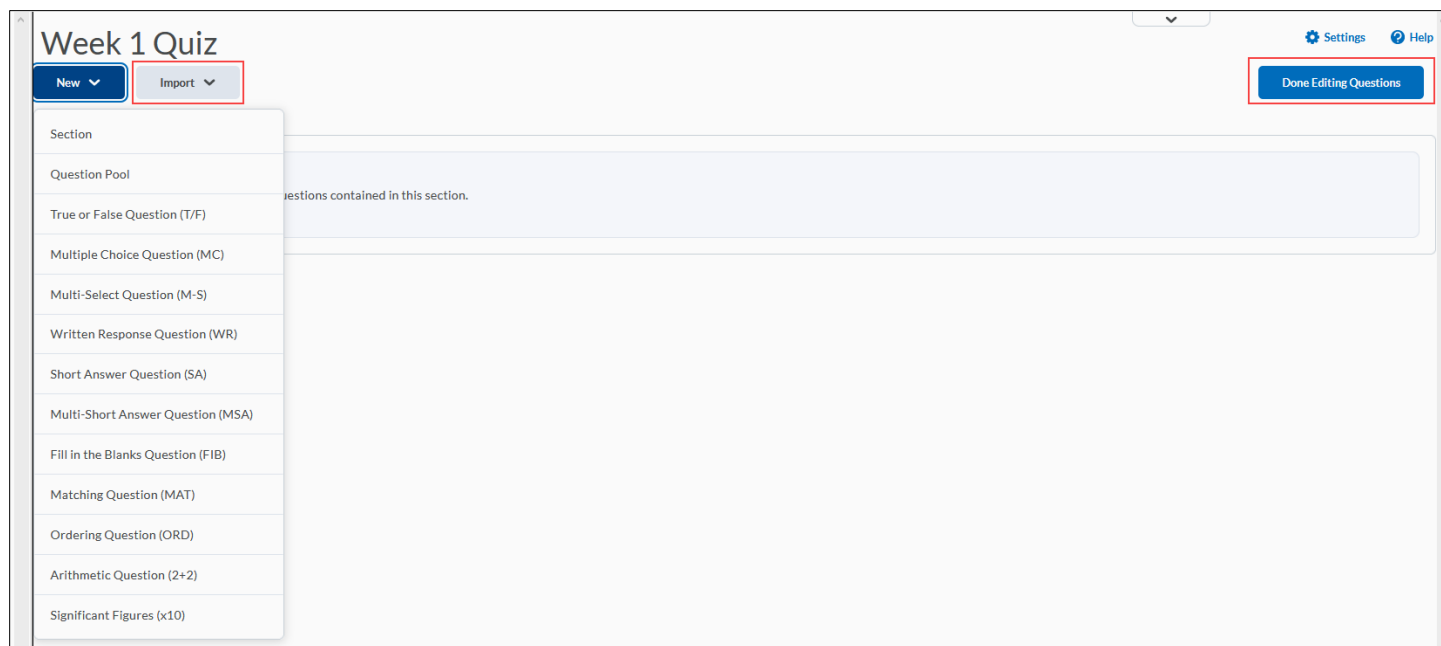 Week 1 Quiz
Settings
Help
New
Import
Done Editing Questions
Section
Question Pool
estions contained in this section.
True or False Question (T/F)
Multiple Choice Question (MC)
Multi-Select Question (M-S)
Written Response Question (WR)
Short Answer Question (SA)
Multi-Short Answer Question (MSA)
Fill in the Blanks Question (FIB)
Matching Question (MAT)
Ordering Question (ORD)
Arithmetic Question (2+2)
Significant Figures (x10)